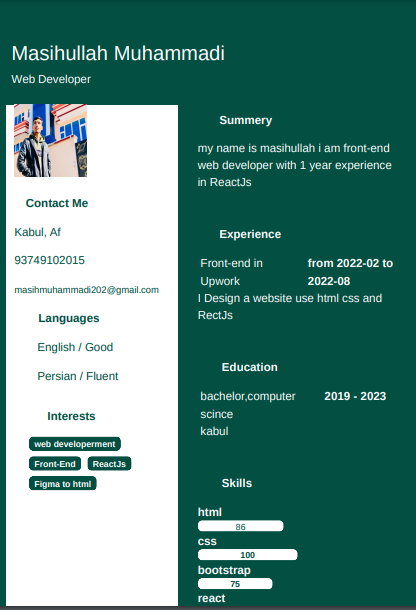 Masihullah Muhammadi
Web Developer
Contact Me
Kabul, Af
93749102015
masihmuhammadi202@gmail.com
Languages
English / Good
Persian / Fluent
Interests
web developerment
Front-End ReactJs
Figma to html
Summery
my name is masihullah i am front-end
web developer with 1 year experience
in ReactJs
Experience
Front-end in from 2022-02 to
Upwork 2022-08
I Design a website use html css and
RectJs
Education
bachelor,computer 2019 - 2023
scince
kabul
Skills
html
86
css
100
bootstrap
75
react